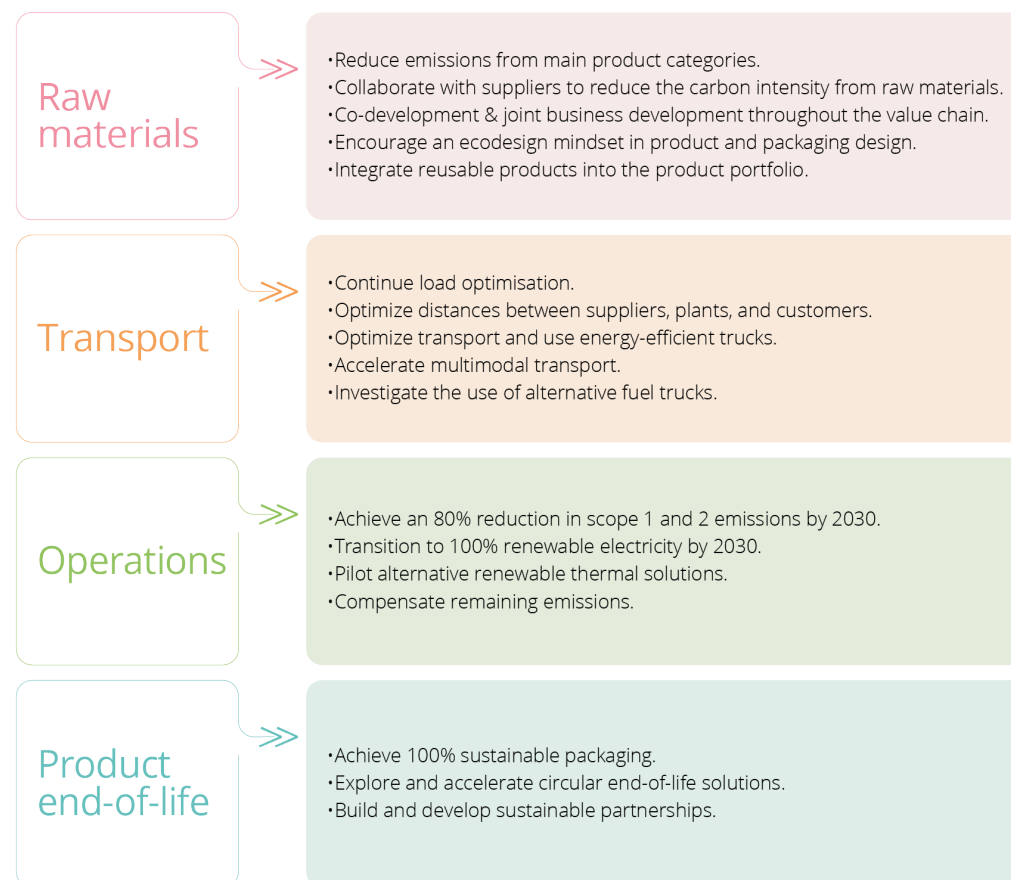 Raw
materials
•Reduce emissions from main product categories.
•Collaborate with suppliers to reduce the carbon intensity from raw materials.
•Co-development & joint business development throughout the value chain.
•Encourage an ecodesign mindset in product and packaging design.
•Integrate reusable products into the product portfolio.
Transport
•Continue load optimisation.
•Optimize distances between suppliers, plants, and customers.
•Optimize transport and use energy-efficient trucks.
•Accelerate multimodal transport.
•Investigate the use of alternative fuel trucks.
Operations
•Achieve an 80% reduction in scope 1 and 2 emissions by 2030.
•Transition to 100% renewable electricity by 2030.
•Pilot alternative renewable thermal solutions.
•Compensate remaining emissions.
Product
end-of-life
•Achieve 100% sustainable packaging.
•Explore and accelerate circular end-of-life solutions.
•Build and develop sustainable partnerships.